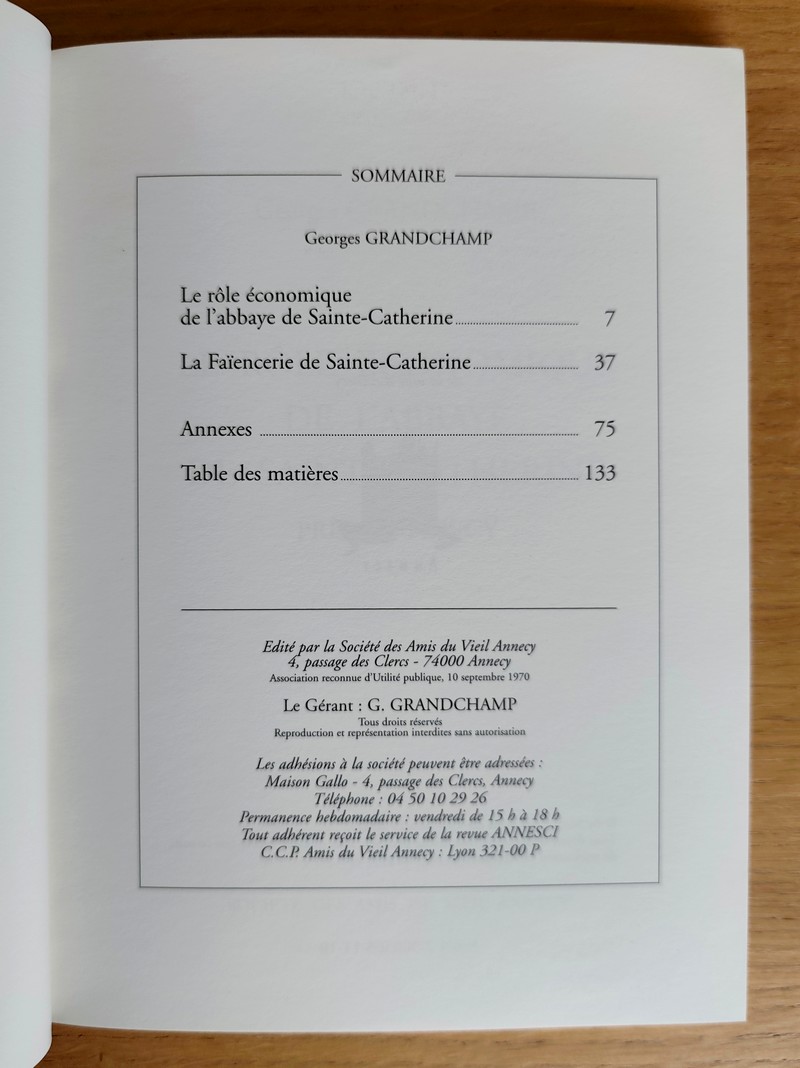 SOMMAIRE
Georges GRANDCHAMP
Le rôle économique
de l'abbaye de Sainte-Catherine 7
La Faïencerie de Sainte-Catherine 37
Annexes 75
Table des matières 133
Edité par la Société des Amis du Vieil Annecy
4, passage des Clercs - 74000 Annecy
Association reconnue d'Utilité publique, 10 septembre 1970
Le Gérant : G. GRANDCHAMP
Tous droits réservés
Reproduction et représentation interdites sans autorisation
Les adhésions à la société peuvent être adressées :
Maison Gallo - 4, passage des Clercs, Annecy
Téléphone : 04 50 10 29 26
Permanence hebdomadaire : vendredi de 15 h à 18 h
Tout adhérent reçoit le service de la revue ANNESCI
C.C.P. Amis du Vieil Annecy : Lyon 321-00 P